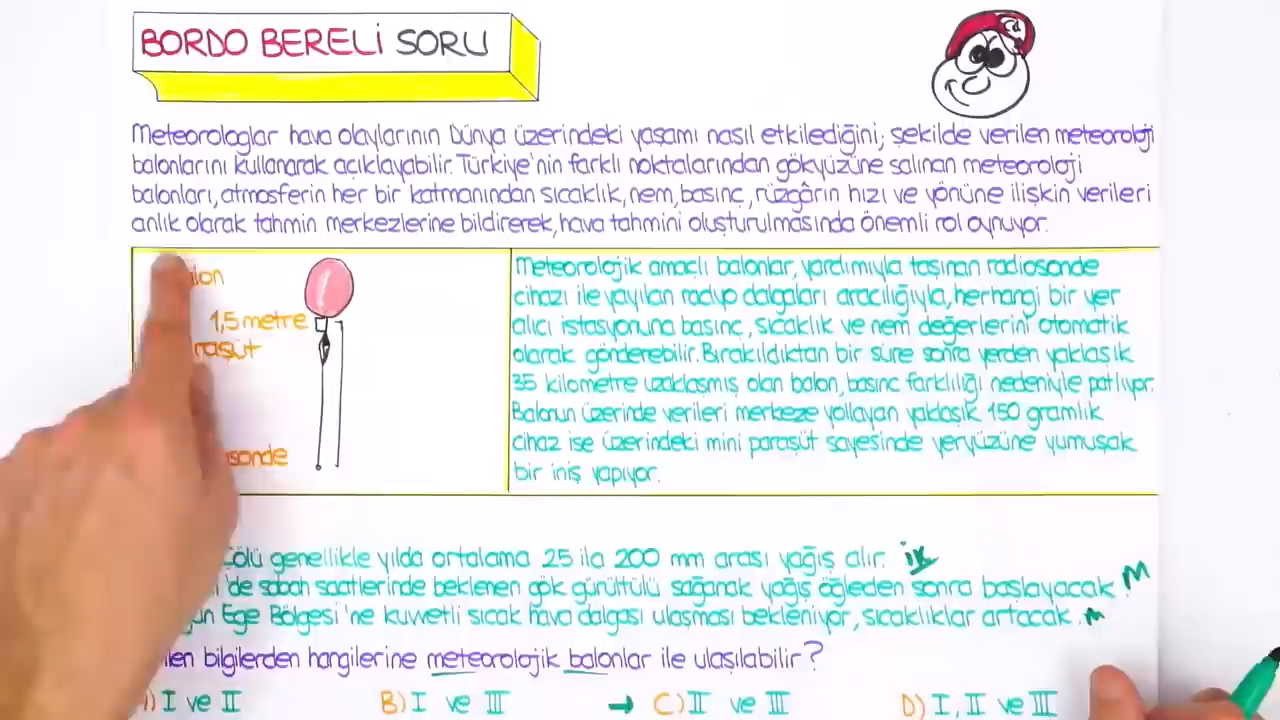 BORDO BERELİ SORU
Meteorologlar hava olaylarının Dünya üzerindeki yaşamı nasıl etkilediğini; şekilde verilen meteoroloji
balonlarını kullanarak açıklayabilir. Türkiye'nin farklı noktalarından gökyüzüne salınan meteoroloji
balonları, atmosferin her bir katmanından sıcaklık, nem, basınç, rüzgârın hızı ve yönüne ilişkin verileri
anlık olarak tahmin merkezlerine bildirerek, hava tahmini oluşturulmasında önemli rol oynuyor.
lon
1,5 metre
raşüt
sonde
Meteorolojik amaçlı balonlar, yardımıyla taşınan radiosonde
cihazı ile yayılan radyo dalgaları aracılığıyla, herhangi bir yer
alıcı istasyonuna basınç, sıcaklık ve nem değerlerini otomatik
olarak gönderebilir. Bırakıldıktan bir süre sonra yerden yaklaşık
35 kilometre uzaklaşmış olan balon, basınç farklılığı nedeniyle patlıyor.
Balonun üzerinde verileri merkeze yollayan yaklaşık 150 gramlık
cihaz ise üzerindeki mini paraşüt sayesinde yeryüzüne yumuşak
bir iniş yapıyor.
Çölü genellikle yılda ortalama 25 ila 200 mm arası yağış alır. ik
'de sabah saatlerinde beklenen gök gürültülü sağanak yağış öğleden sonra başlayacak. M
gün Ege Bölgesi'ne kuvvetli sıcak hava dalgası ulaşması bekleniyor, sıcaklıklar artacak. M
len bilgilerden hangilerine meteorolojik balonlar ile ulaşılabilir?
) I ve II B) I ve III → C) II ve III D) I, II ve III